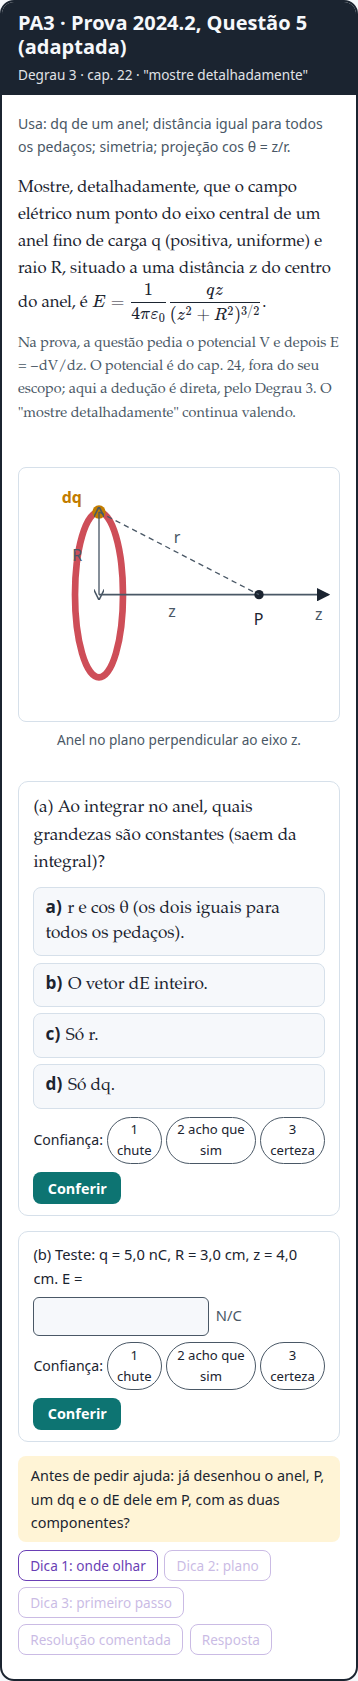 PA3 · Prova 2024.2, Questão 5
(adaptada)
Degrau 3 · cap. 22 · "mostre detalhadamente"
Usa: dq de um anel; distância igual para todos
os pedaços; simetria; projeção cos θ = z/r.
Mostre, detalhadamente, que o campo
elétrico num ponto do eixo central de um
anel fino de carga q (positiva, uniforme) e
raio R, situado a uma distância z do centro
do anel, é E = 1/(4πε₀) qz/(z² + R²)^{3/2}.
Na prova, a questão pedia o potencial V e depois E
= −dV/dz. O potencial é do cap. 24, fora do seu
escopo; aqui a dedução é direta, pelo Degrau 3. O
"mostre detalhadamente" continua valendo.
dq
R
r
z
P
z
Anel no plano perpendicular ao eixo z.
(a) Ao integrar no anel, quais
grandezas são constantes (saem da
integral)?
a) r e cos θ (os dois iguais para
todos os pedaços).
b) O vetor dE inteiro.
c) Só r.
d) Só dq.
Confiança: 1 chute 2 acho que sim 3 certeza
Conferir
(b) Teste: q = 5,0 nC, R = 3,0 cm, z = 4,0
cm. E =
N/C
Confiança: 1 chute 2 acho que sim 3 certeza
Conferir
Antes de pedir ajuda: já desenhou o anel, P,
um dq e o dE dele em P, com as duas
componentes?
Dica 1: onde olhar Dica 2: plano
Dica 3: primeiro passo
Resolução comentada Resposta